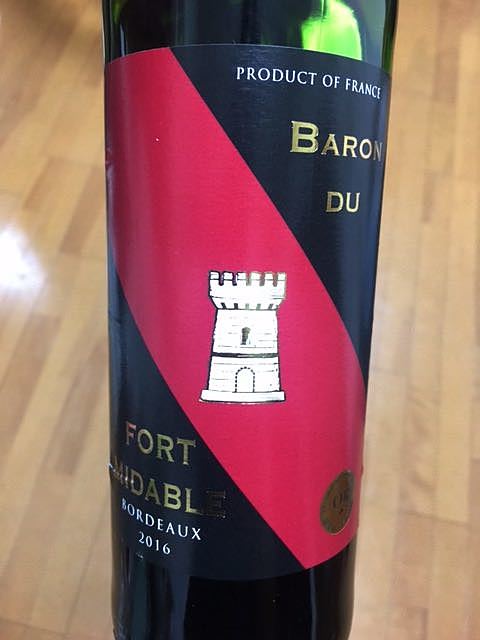 PRODUCT OF FRANCE
BARON
DU
FORT
MIDABLE
BORDEAUX
2016